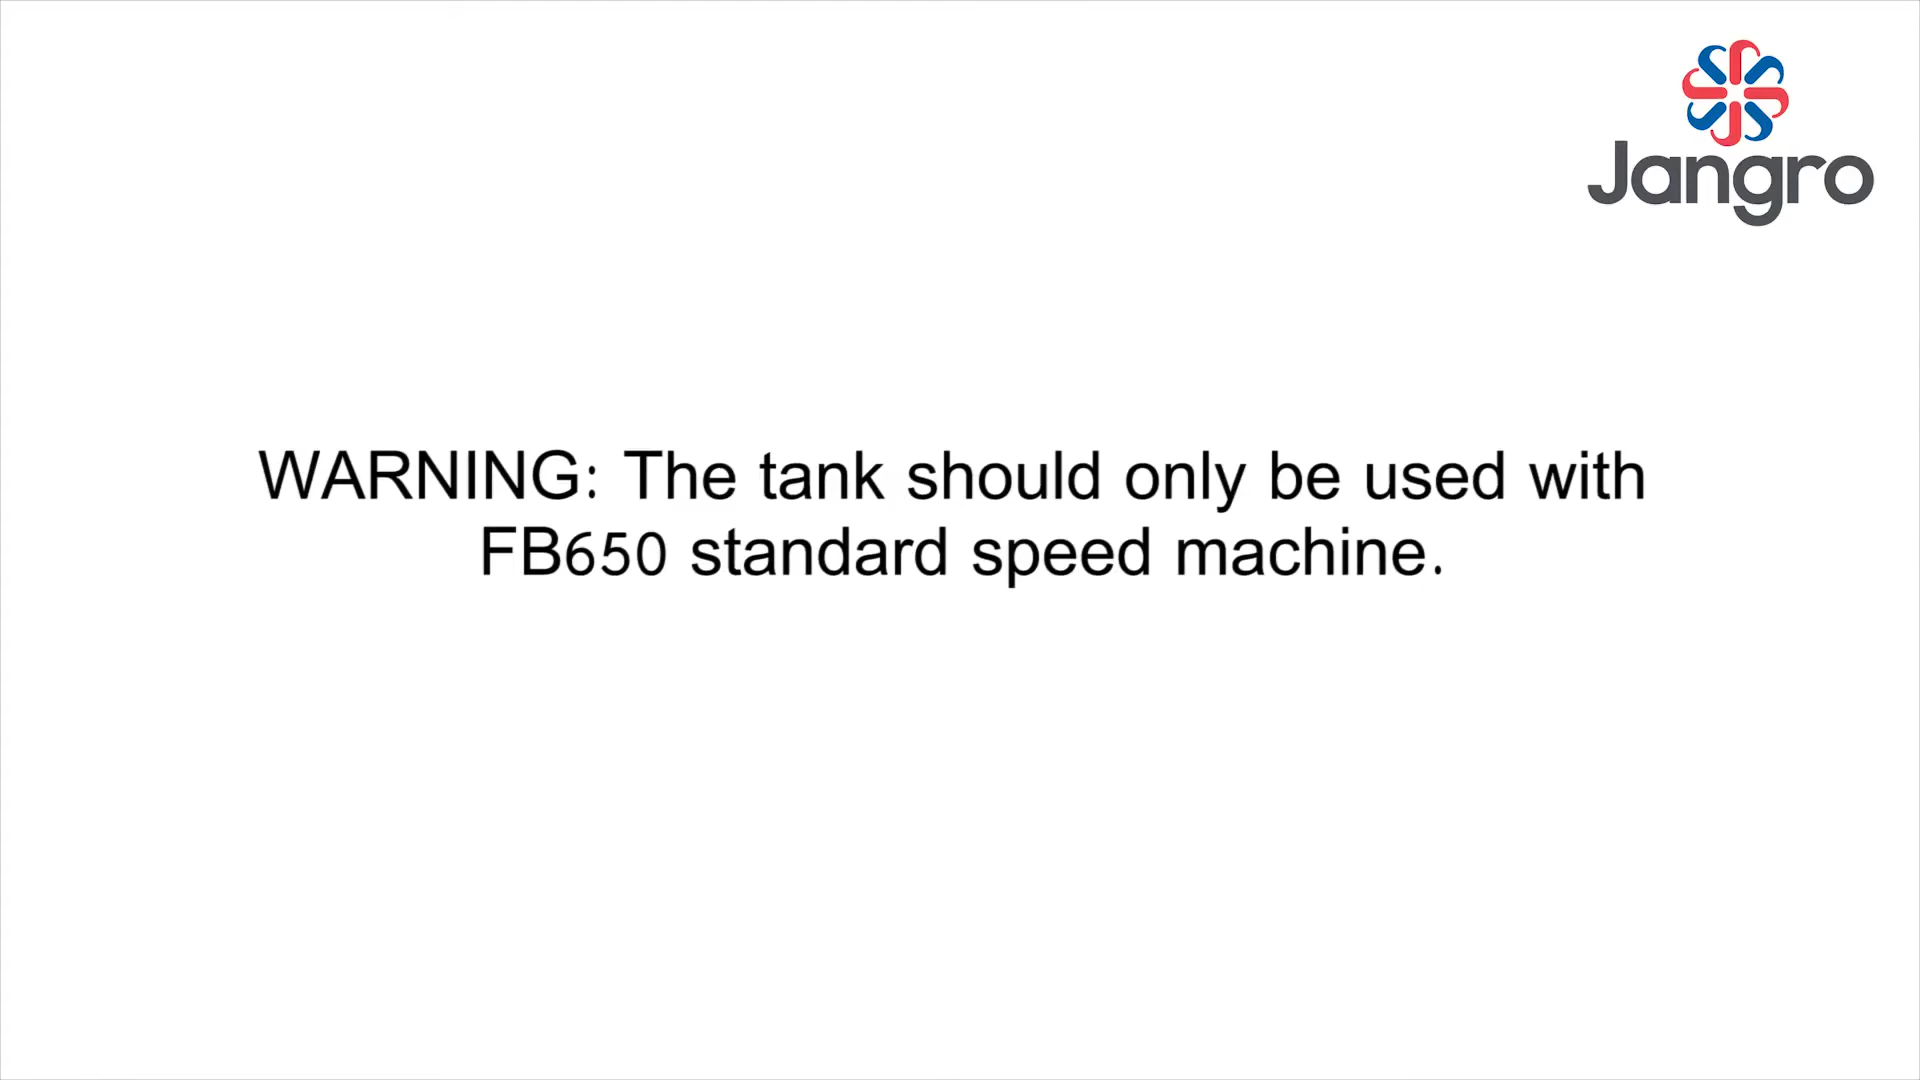 Jangro
WARNING: The tank should only be used with
FB650 standard speed machine.